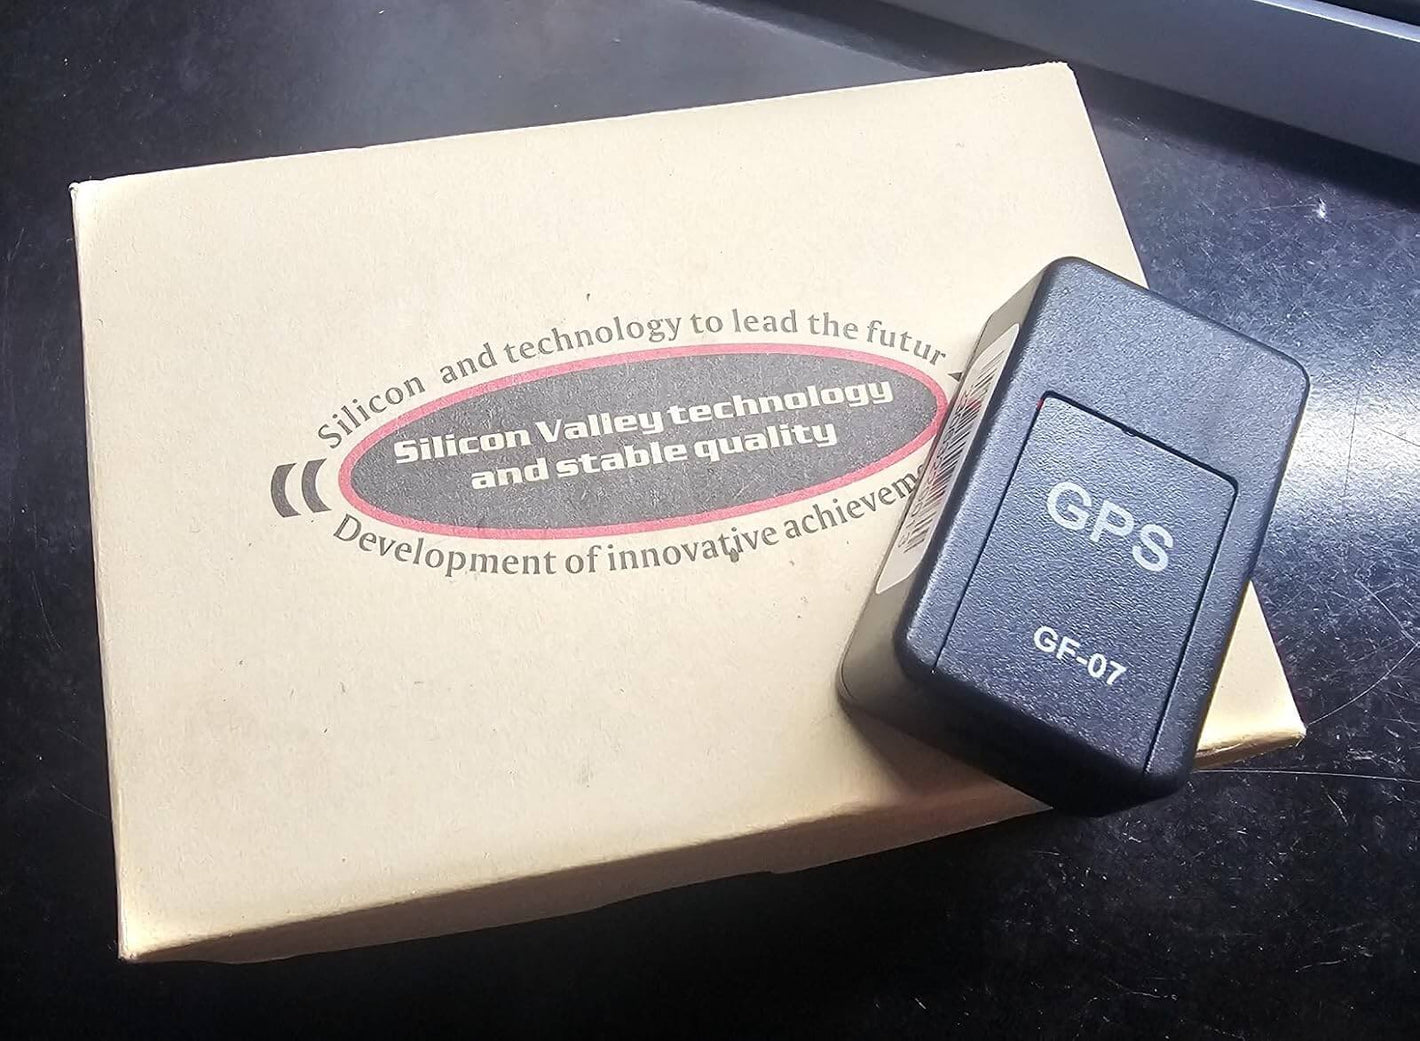 Silicon and technology to lead the futur
Silicon Valley technology
and stable quality
Development of innovative achievem
GPS
GF-07